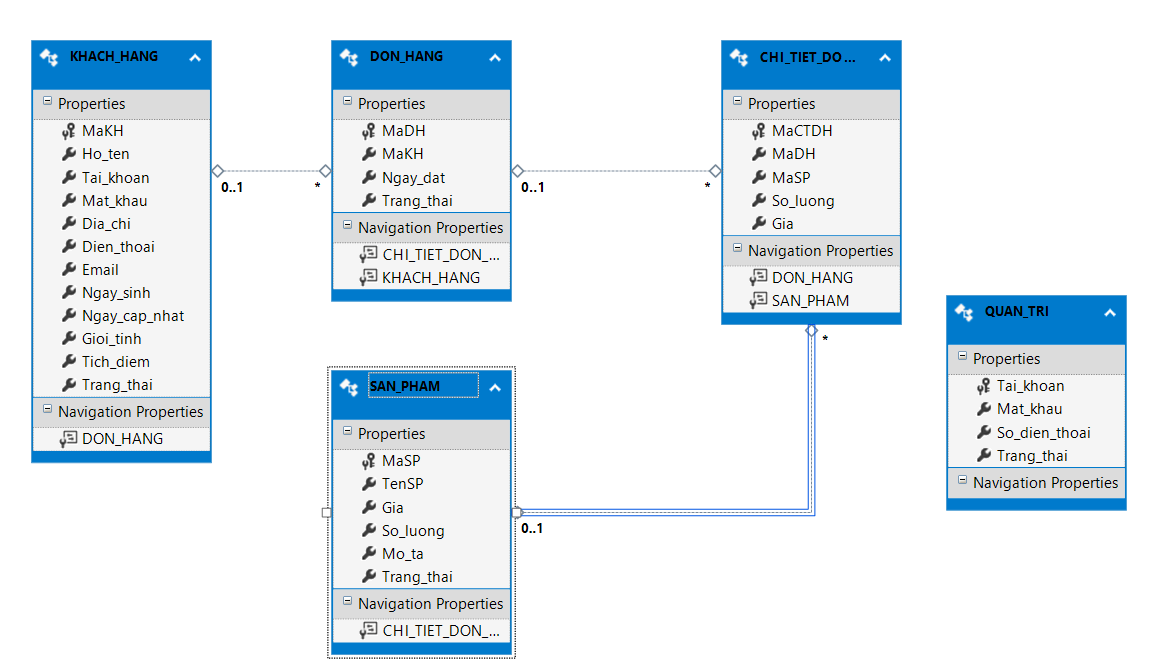 KHACH_HANG
Properties
MaKH
Ho_ten
Tai_khoan
Mat_khau
Dia_chi
Dien_thoai
Email
Ngay_sinh
Ngay_cap_nhat
Gioi_tinh
Tich_diem
Trang_thai
Navigation Properties
DON_HANG
0..1
*
DON_HANG
Properties
MaDH
MaKH
Ngay_dat
Trang_thai
Navigation Properties
CHI_TIET_DON_...
KHACH_HANG
0..1
*
CHI_TIET_DO...
Properties
MaCTDH
MaDH
MaSP
So_luong
Gia
Navigation Properties
DON_HANG
SAN_PHAM
*
SAN_PHAM
Properties
MaSP
TenSP
Gia
So_luong
Mo_ta
Trang_thai
Navigation Properties
CHI_TIET_DON_...
0..1
QUAN_TRI
Properties
Tai_khoan
Mat_khau
So_dien_thoai
Trang_thai
Navigation Properties